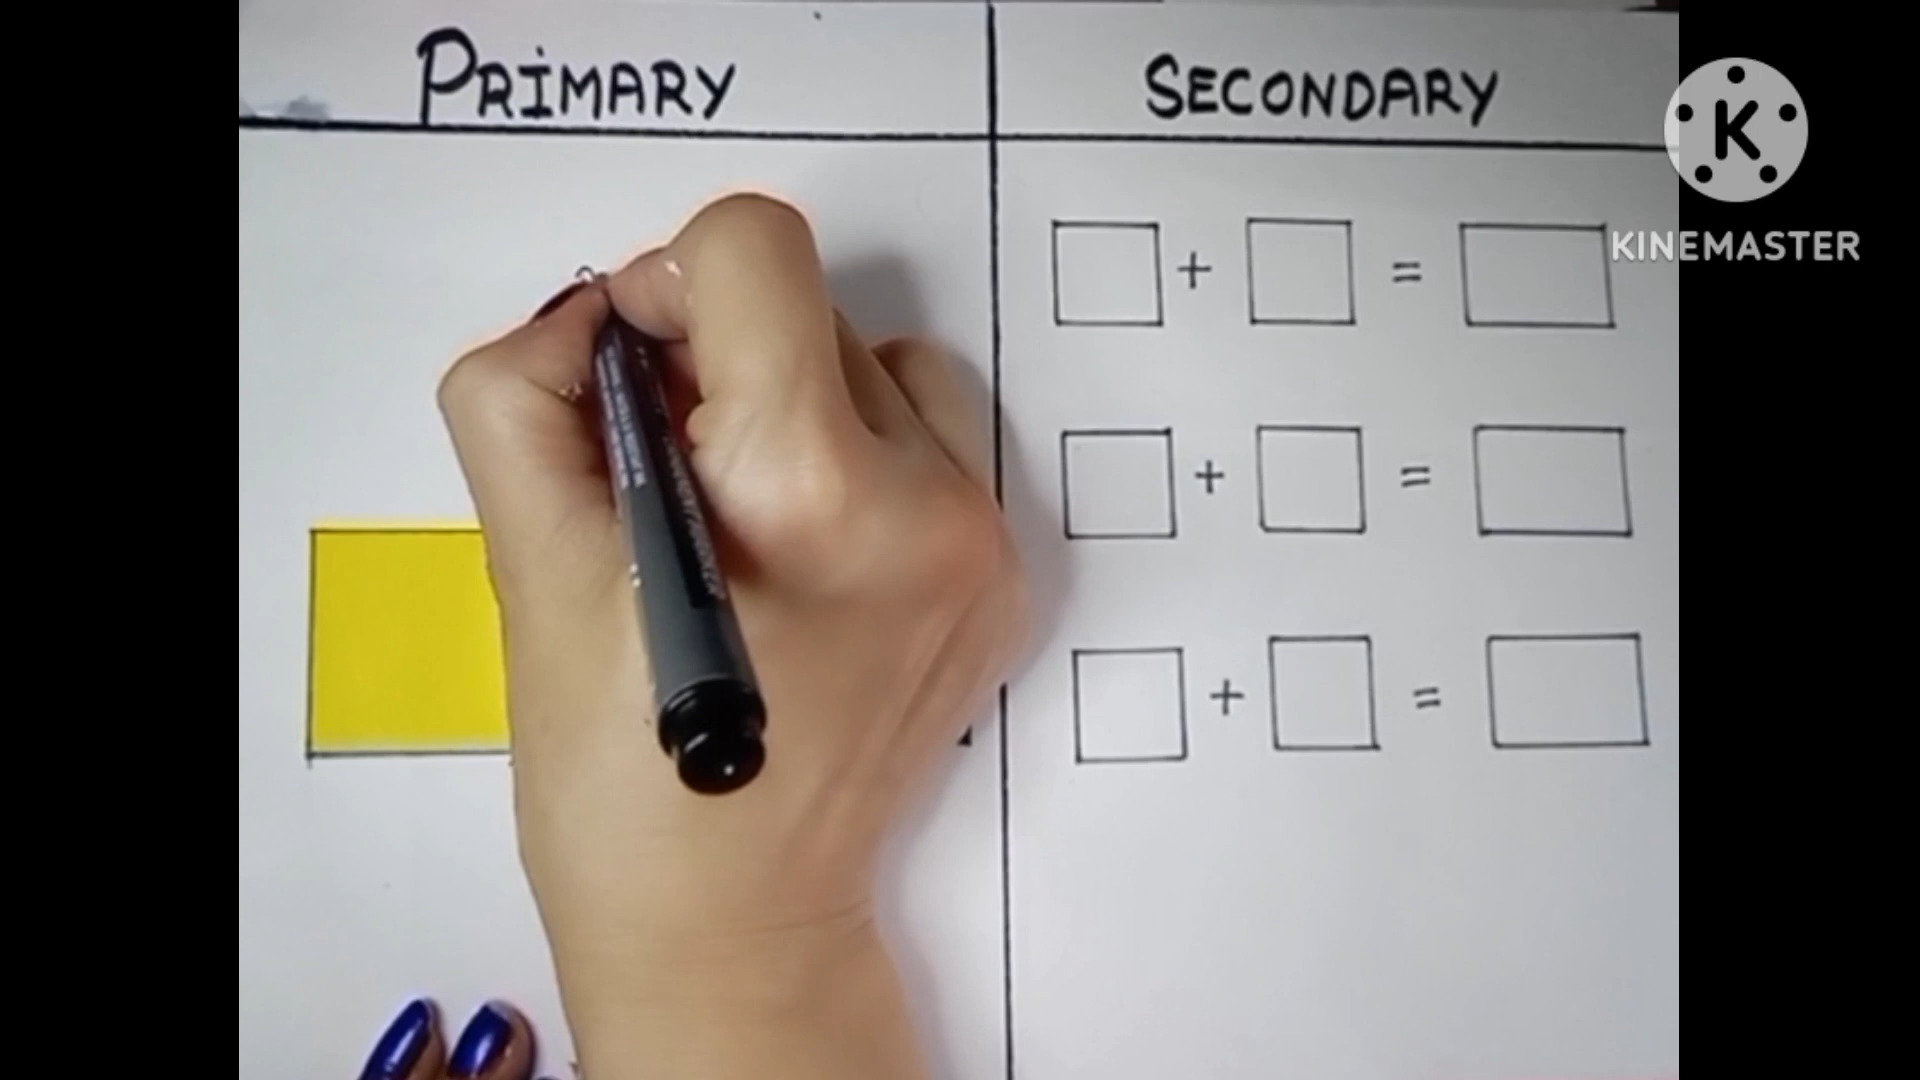 PRIMARY
SECONDARY
K
KINEMASTER
+ =
+ =
+ =